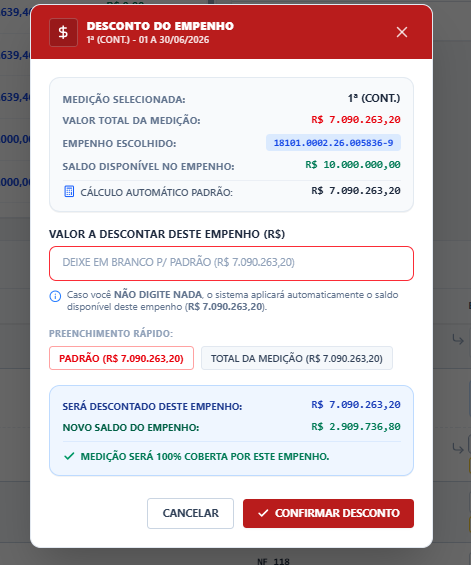 DESCONTO DO EMPENHO
1ª (CONT.) - 01 A 30/06/2026
MEDIÇÃO SELECIONADA: 1ª (CONT.)
VALOR TOTAL DA MEDIÇÃO: R$ 7.090.263,20
EMPENHO ESCOLHIDO: 18101.0002.26.005836-9
SALDO DISPONÍVEL NO EMPENHO: R$ 10.000.000,00
CÁLCULO AUTOMÁTICO PADRÃO: R$ 7.090.263,20
VALOR A DESCONTAR DESTE EMPENHO (R$)
DEIXE EM BRANCO P/ PADRÃO (R$ 7.090.263,20)
Caso você NÃO DIGITE NADA, o sistema aplicará automaticamente o saldo
disponível deste empenho (R$ 7.090.263,20).
PREENCHIMENTO RÁPIDO:
PADRÃO (R$ 7.090.263,20) TOTAL DA MEDIÇÃO (R$ 7.090.263,20)
SERÁ DESCONTADO DESTE EMPENHO: R$ 7.090.263,20
NOVO SALDO DO EMPENHO: R$ 2.909.736,80
MEDIÇÃO SERÁ 100% COBERTA POR ESTE EMPENHO.
CANCELAR CONFIRMAR DESCONTO
NF 118